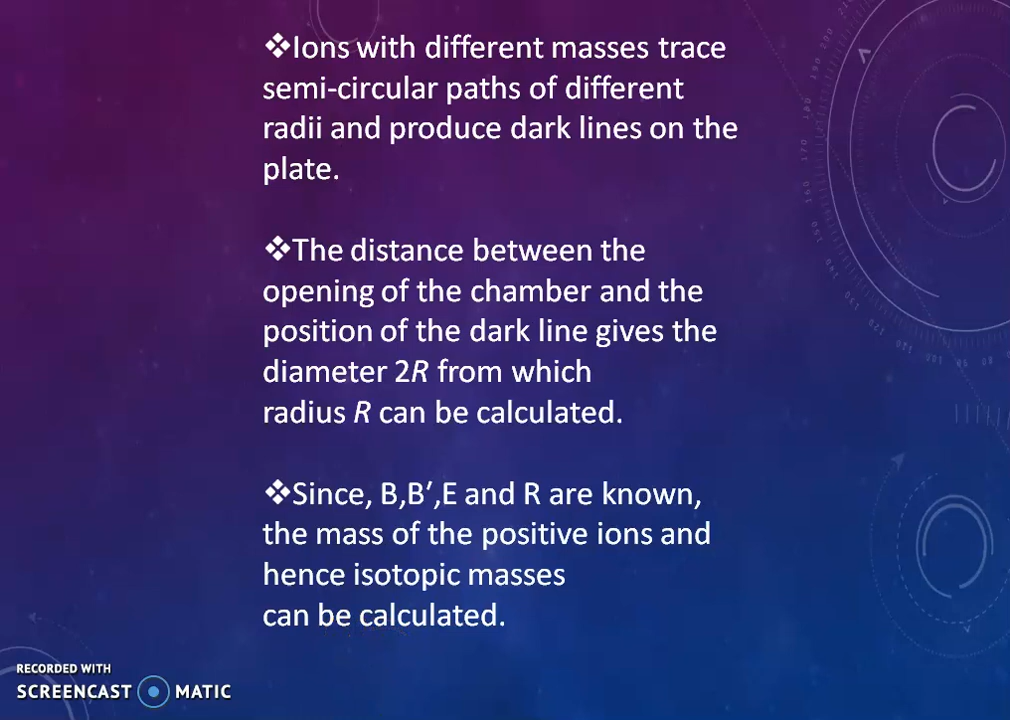 ❖Ions with different masses trace
semi-circular paths of different
radii and produce dark lines on the
plate.
❖The distance between the
opening of the chamber and the
position of the dark line gives the
diameter 2R from which
radius R can be calculated.
❖Since, B,B′,E and R are known,
the mass of the positive ions and
hence isotopic masses
can be calculated.
RECORDED WITH
SCREENCAST MATIC